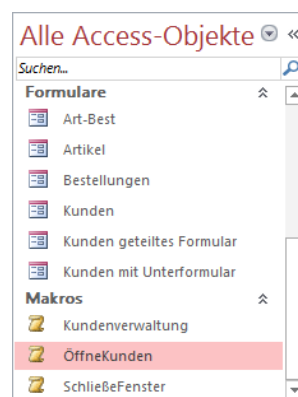 Alle Access-Objekte
Suchen...
Formulare
Art-Best
Artikel
Bestellungen
Kunden
Kunden geteiltes Formular
Kunden mit Unterformular
Makros
Kundenverwaltung
ÖffneKunden
SchließeFenster